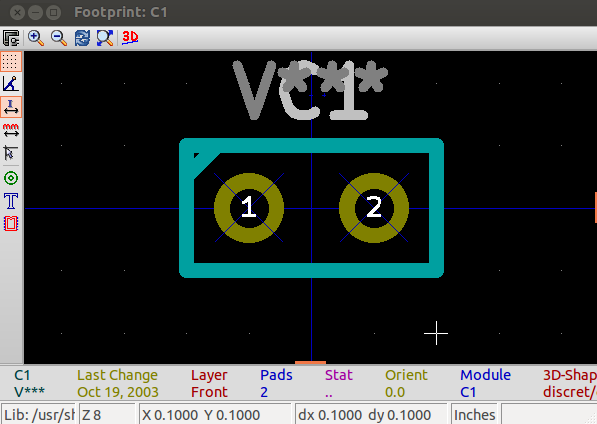 Footprint: C1
3D
V***
C1
1
2
C1 Last Change Layer Pads Stat Orient Module 3D-Shap
V*** Oct 19, 2003 Front 2 .. 0.0 C1 discret/
Lib: /usr/sh Z 8 X 0.1000 Y 0.1000 dx 0.1000 dy 0.1000 Inches